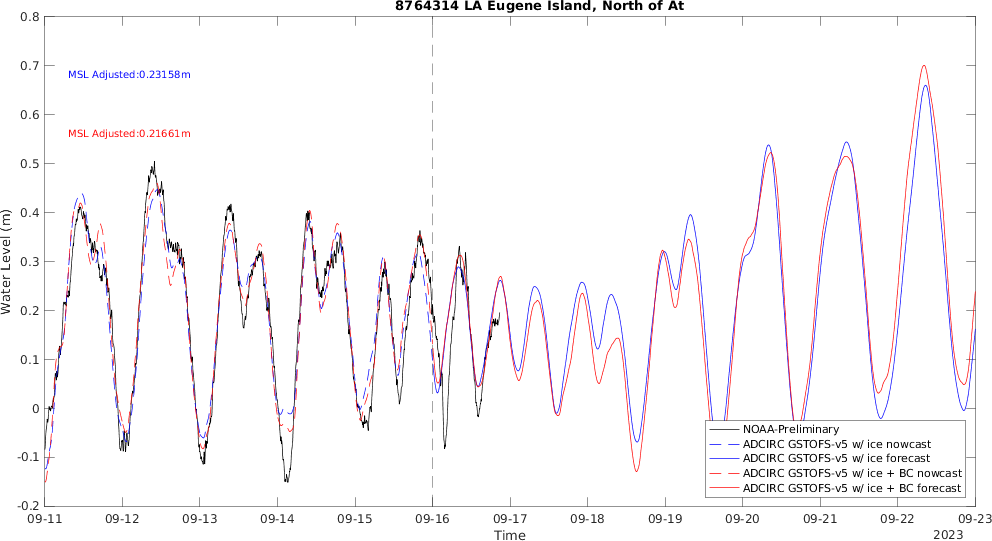 8764314 LA Eugene Island, North of At
MSL Adjusted:0.23158m
MSL Adjusted:0.21661m
Water Level (m)
0.8
0.7
0.6
0.5
0.4
0.3
0.2
0.1
0
-0.1
-0.2
NOAA-Preliminary
ADCIRC GSTOFS-v5 w/ ice nowcast
ADCIRC GSTOFS-v5 w/ ice forecast
ADCIRC GSTOFS-v5 w/ ice + BC nowcast
ADCIRC GSTOFS-v5 w/ ice + BC forecast
09-11 09-12 09-13 09-14 09-15 09-16 09-17 09-18 09-19 09-20 09-21 09-22 09-23
Time
2023